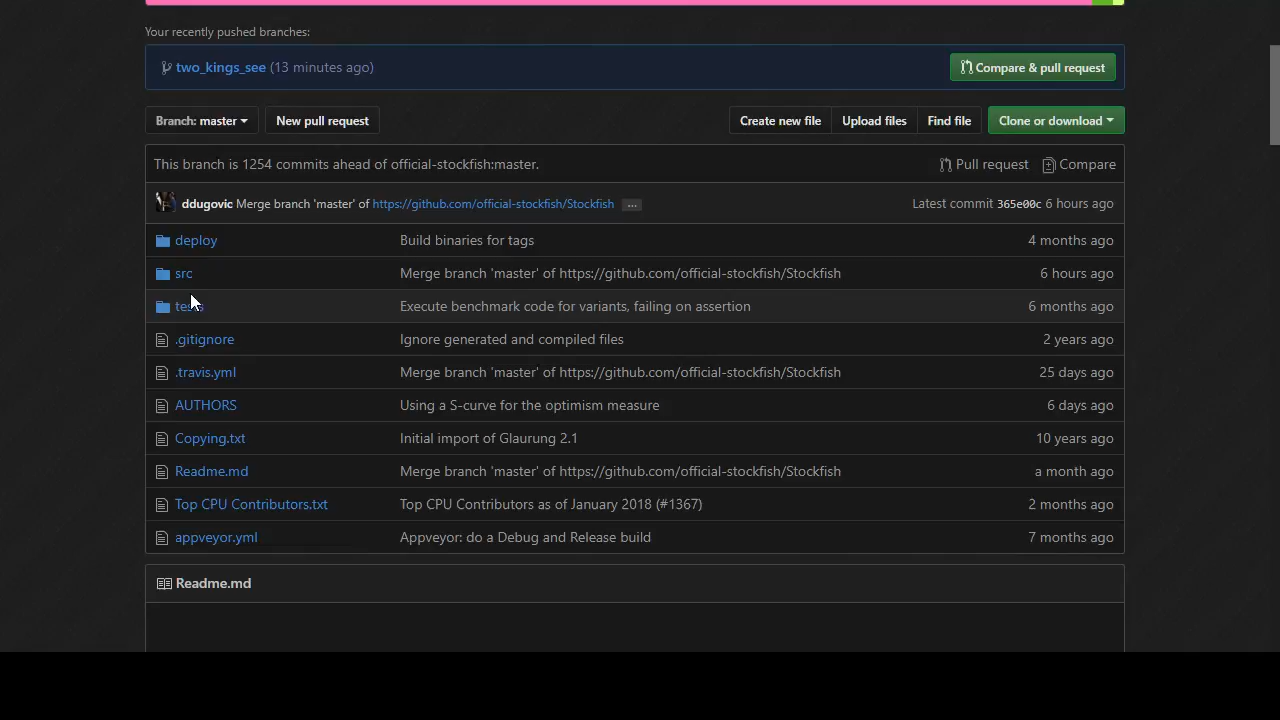 Your recently pushed branches:
two_kings_see (13 minutes ago) Compare & pull request
Branch: master New pull request Create new file Upload files Find file Clone or download
This branch is 1254 commits ahead of official-stockfish:master. Pull request Compare
ddugovic Merge branch 'master' of https://github.com/official-stockfish/Stockfish ... Latest commit 365e00c 6 hours ago
deploy Build binaries for tags 4 months ago
src Merge branch 'master' of https://github.com/official-stockfish/Stockfish 6 hours ago
tests Execute benchmark code for variants, failing on assertion 6 months ago
.gitignore Ignore generated and compiled files 2 years ago
.travis.yml Merge branch 'master' of https://github.com/official-stockfish/Stockfish 25 days ago
AUTHORS Using a S-curve for the optimism measure 6 days ago
Copying.txt Initial import of Glaurung 2.1 10 years ago
Readme.md Merge branch 'master' of https://github.com/official-stockfish/Stockfish a month ago
Top CPU Contributors.txt Top CPU Contributors as of January 2018 (#1367) 2 months ago
appveyor.yml Appveyor: do a Debug and Release build 7 months ago
Readme.md